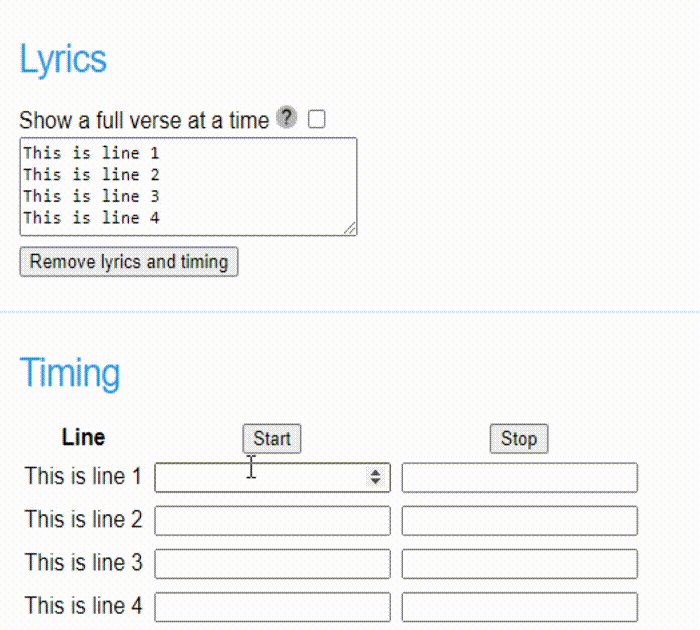 Lyrics
Show a full verse at a time ?
This is line 1
This is line 2
This is line 3
This is line 4
Remove lyrics and timing
Timing
Line Start Stop
This is line 1
This is line 2
This is line 3
This is line 4